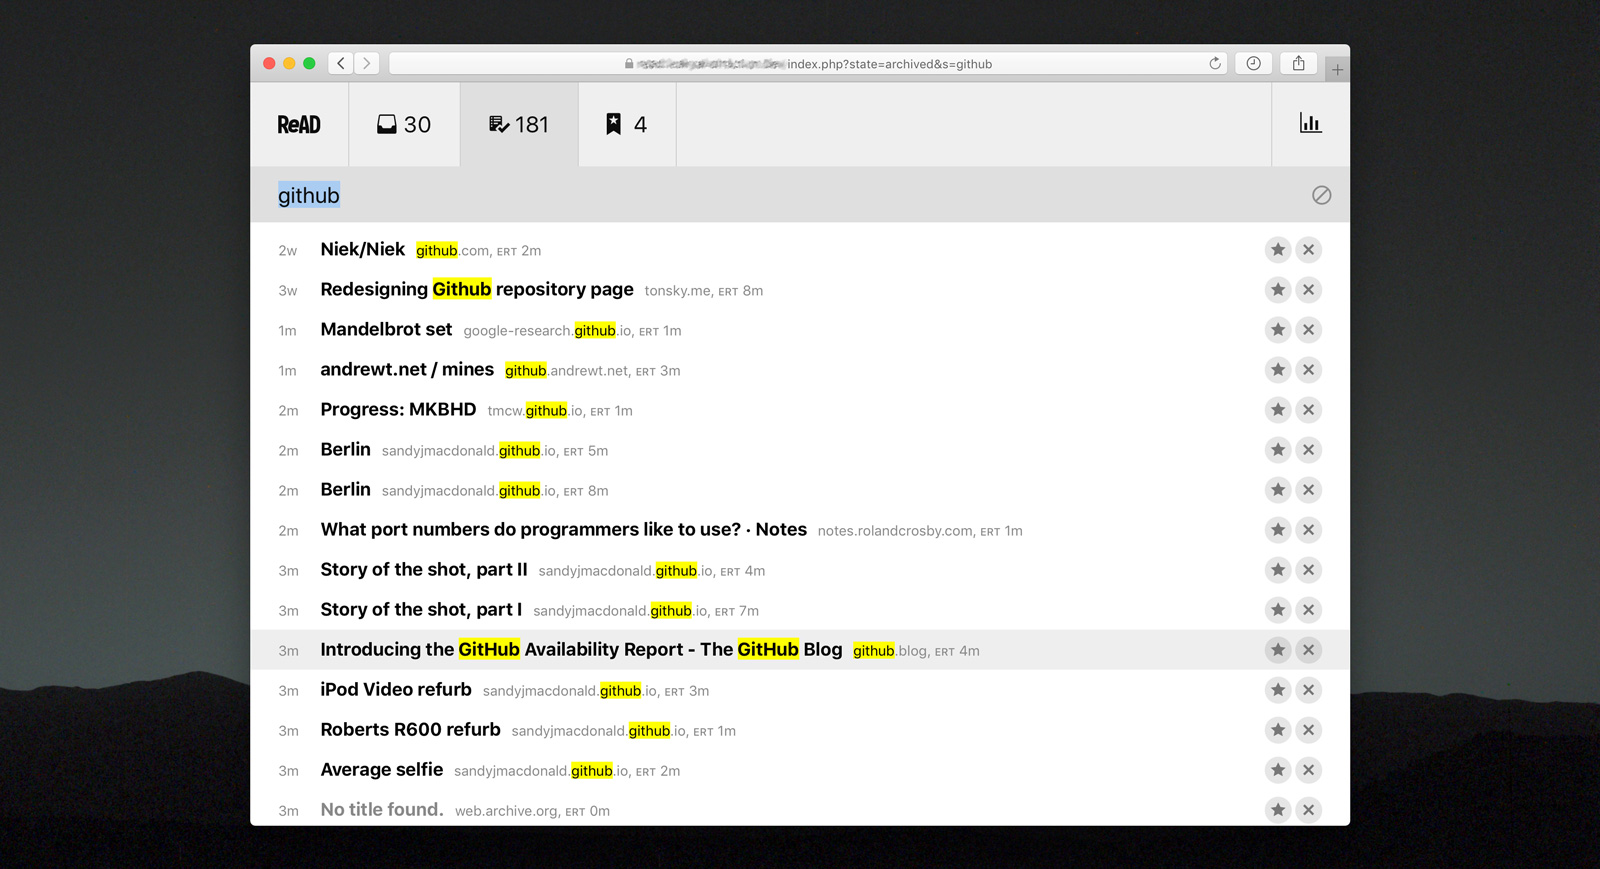 index.php?state=archived&s=github
ReAD 30 181 4
github
2w Niek/Niek github.com, ERT 2m
3w Redesigning Github repository page tonsky.me, ERT 8m
1m Mandelbrot set google-research.github.io, ERT 1m
1m andrewt.net / mines github.andrewt.net, ERT 3m
2m Progress: MKBHD tmcw.github.io, ERT 1m
2m Berlin sandyjmacdonald.github.io, ERT 5m
2m Berlin sandyjmacdonald.github.io, ERT 8m
2m What port numbers do programmers like to use? · Notes notes.rolandcrosby.com, ERT 1m
3m Story of the shot, part II sandyjmacdonald.github.io, ERT 4m
3m Story of the shot, part I sandyjmacdonald.github.io, ERT 7m
3m Introducing the GitHub Availability Report - The GitHub Blog github.blog, ERT 4m
3m iPod Video refurb sandyjmacdonald.github.io, ERT 3m
3m Roberts R600 refurb sandyjmacdonald.github.io, ERT 1m
3m Average selfie sandyjmacdonald.github.io, ERT 2m
3m No title found. web.archive.org, ERT 0m